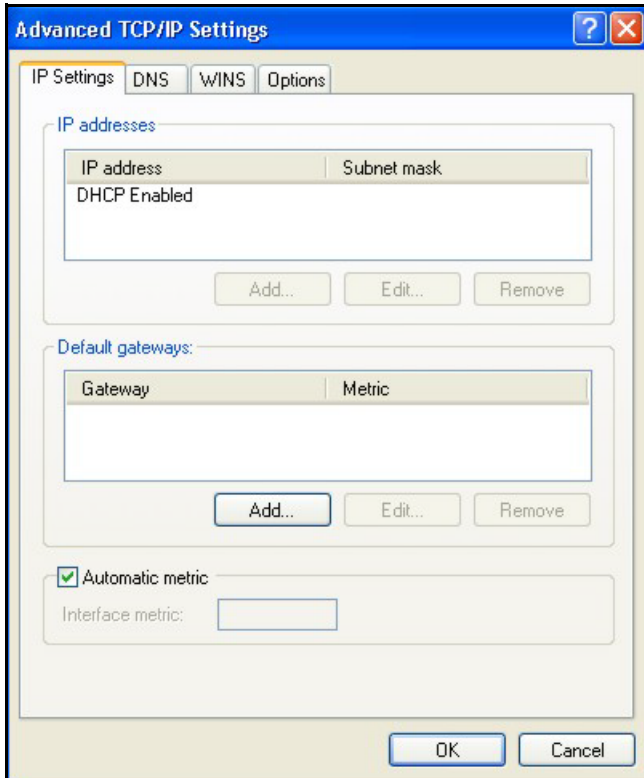 Advanced TCP/IP Settings
IP Settings DNS WINS Options
IP addresses
IP address Subnet mask
DHCP Enabled
Add... Edit... Remove
Default gateways:
Gateway Metric
Add... Edit... Remove
Automatic metric
Interface metric:
OK Cancel